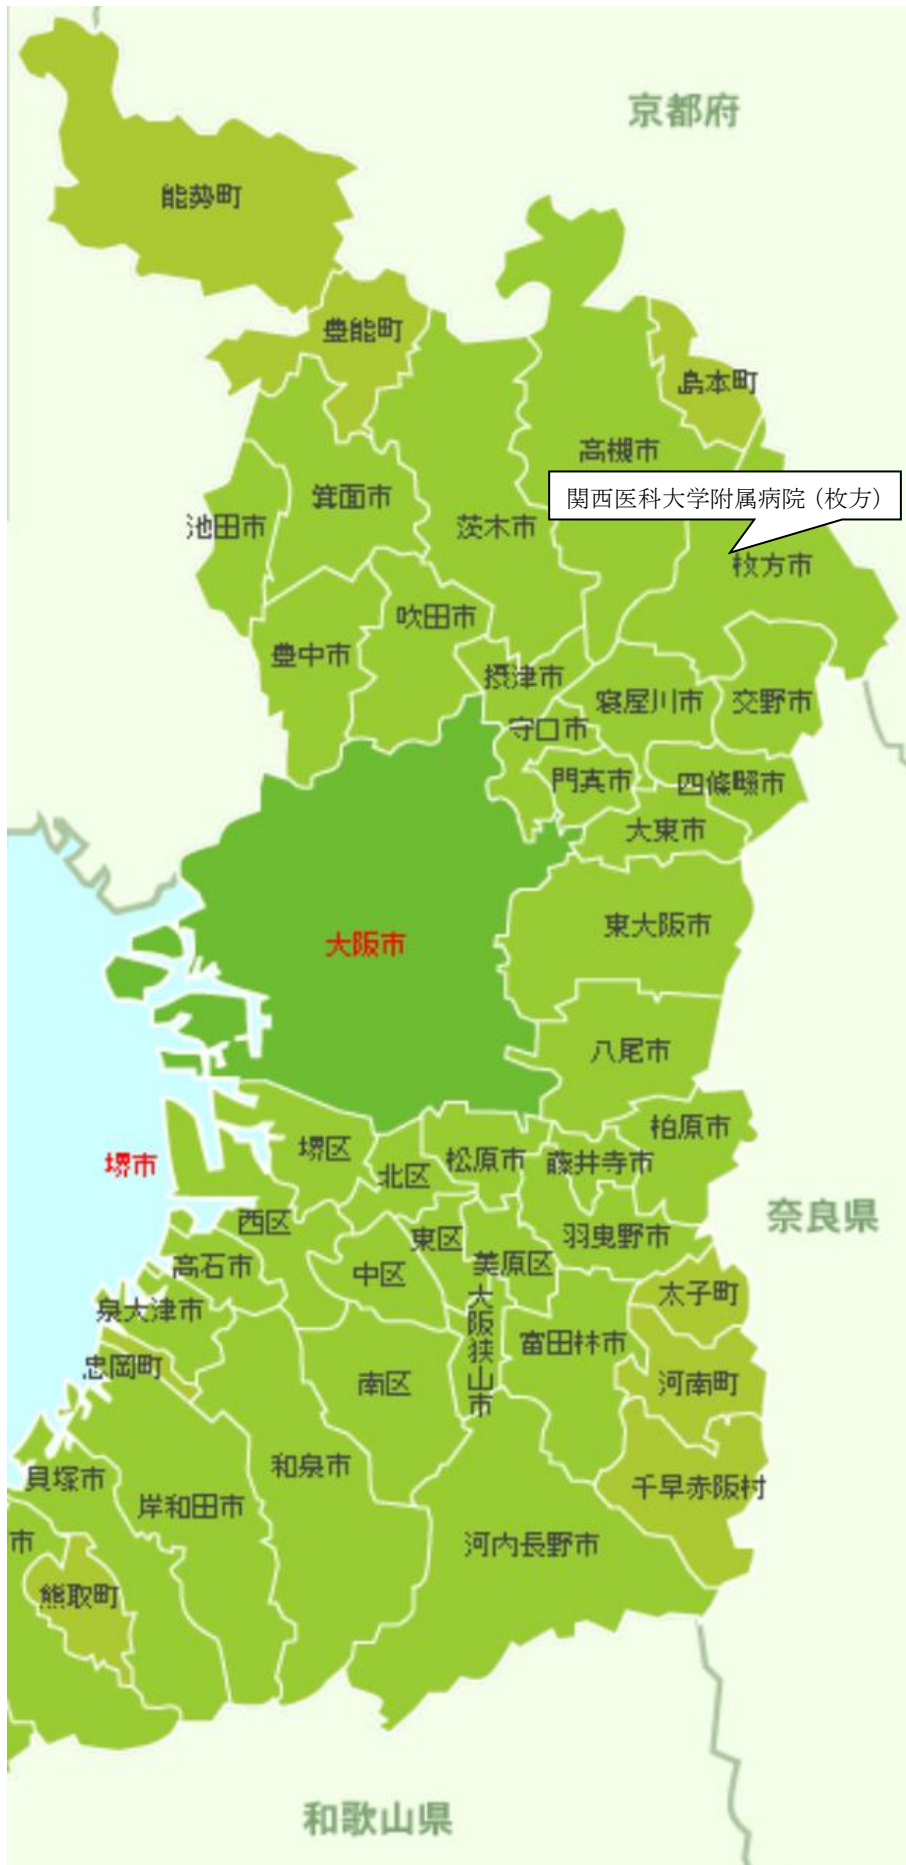 京都府
能勢町
豊能町
島本町
高槻市
関西医科大学附属病院（枚方）
箕面市
池田市
茨木市
枚方市
吹田市
豊中市
摂津市
寝屋川市
交野市
守口市
門真市
四條畷市
大東市
東大阪市
大阪市
八尾市
柏原市
堺区
松原市
藤井寺市
堺市
北区
奈良県
西区
東区
羽曳野市
美原区
高石市
中区
太子町
泉大津市
大阪狭山市
富田林市
忠岡町
南区
河南町
和泉市
貝塚市
千早赤阪村
岸和田市
市
河内長野市
熊取町
和歌山県